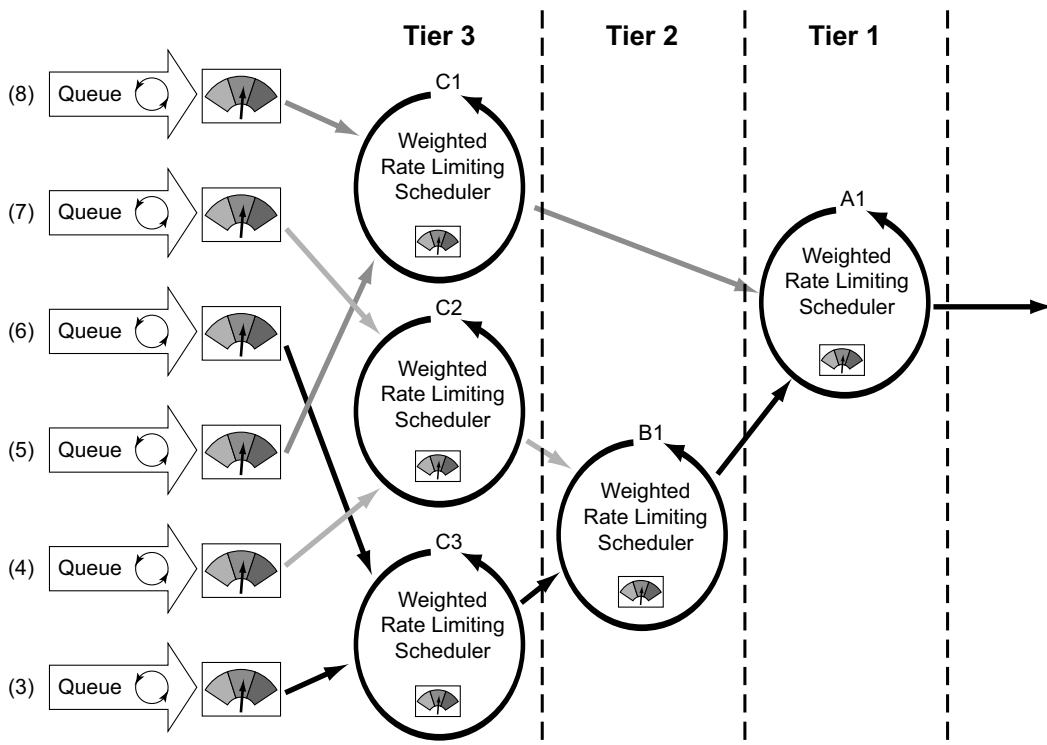 Tier 3
Tier 2
Tier 1
(8)
Queue
(7)
Queue
(6)
Queue
(5)
Queue
(4)
Queue
(3)
Queue
C1
Weighted
Rate Limiting
Scheduler
C2
Weighted
Rate Limiting
Scheduler
C3
Weighted
Rate Limiting
Scheduler
B1
Weighted
Rate Limiting
Scheduler
A1
Weighted
Rate Limiting
Scheduler